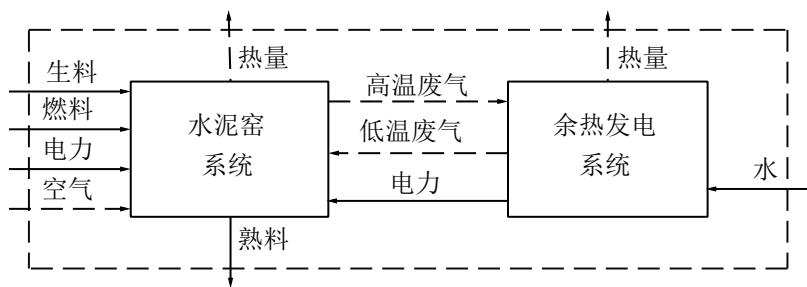 热量
热量
生料
燃料
电力
空气
水泥窑
系统
高温废气
低温废气
电力
余热发电
系统
水
熟料